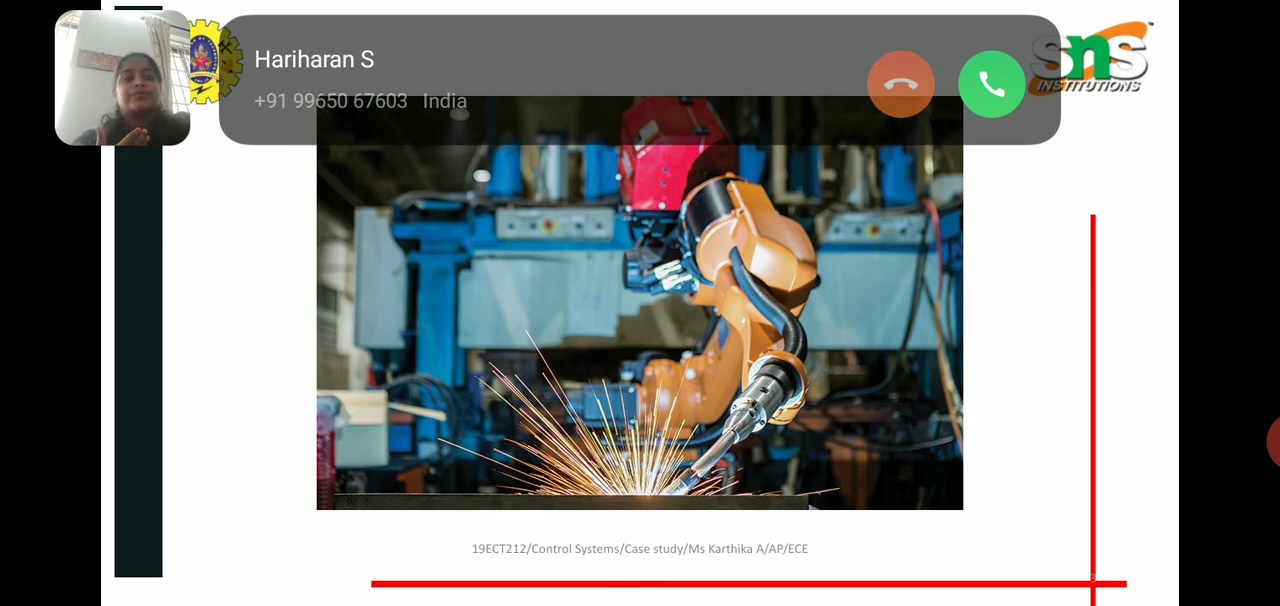 Hariharan S
+91 99650 67603 India
SNS
INSTITUTIONS
19ECT212/Control Systems/Case study/Ms Karthika A/AP/ECE